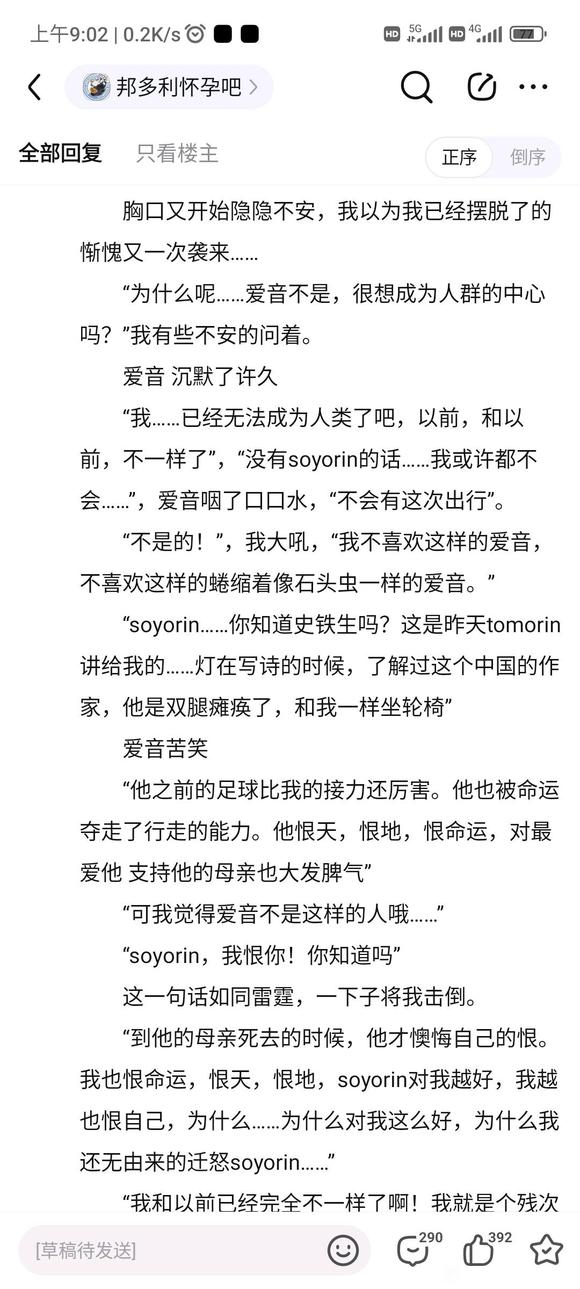 上午9:02 | 0.2K/s
HD 5G HD 4G 77
邦多利怀孕吧
全部回复 只看楼主 正序 倒序
胸口又开始隐隐不安，我以为我已经摆脱了的
惭愧又一次袭来……
“为什么呢……爱音不是，很想成为人群的中心
吗？”我有些不安的问着。
爱音 沉默了许久
“我……已经无法成为人类了吧，以前，和以
前，不一样了”，“没有soyorin的话……我或许都不
会……”，爱音咽了口口水，“不会有这次出行”。
“不是的！”，我大吼，“我不喜欢这样的爱音，
不喜欢这样的蜷缩着像石头虫一样的爱音。”
“soyorin……你知道史铁生吗？这是昨天tomorin
讲给我的……灯在写诗的时候，了解过这个中国的作
家，他是双腿瘫痪了，和我一样坐轮椅”
爱音苦笑
“他之前的足球比我的接力还厉害。他也被命运
夺走了行走的能力。他恨天，恨地，恨命运，对最
爱他 支持他的母亲也大发脾气”
“可我觉得爱音不是这样的人哦……”
“soyorin，我恨你！你知道吗”
这一句话如同雷霆，一下子将我击倒。
“到他的母亲死去的时候，他才懊悔自己的恨。
我也恨命运，恨天，恨地，soyorin对我越好，我越
也恨自己，为什么……为什么对我这么好，为什么我
还无由来的迁怒soyorin……”
“我和以前已经完全不一样了啊！我就是个残次
[草稿待发送] 290 392